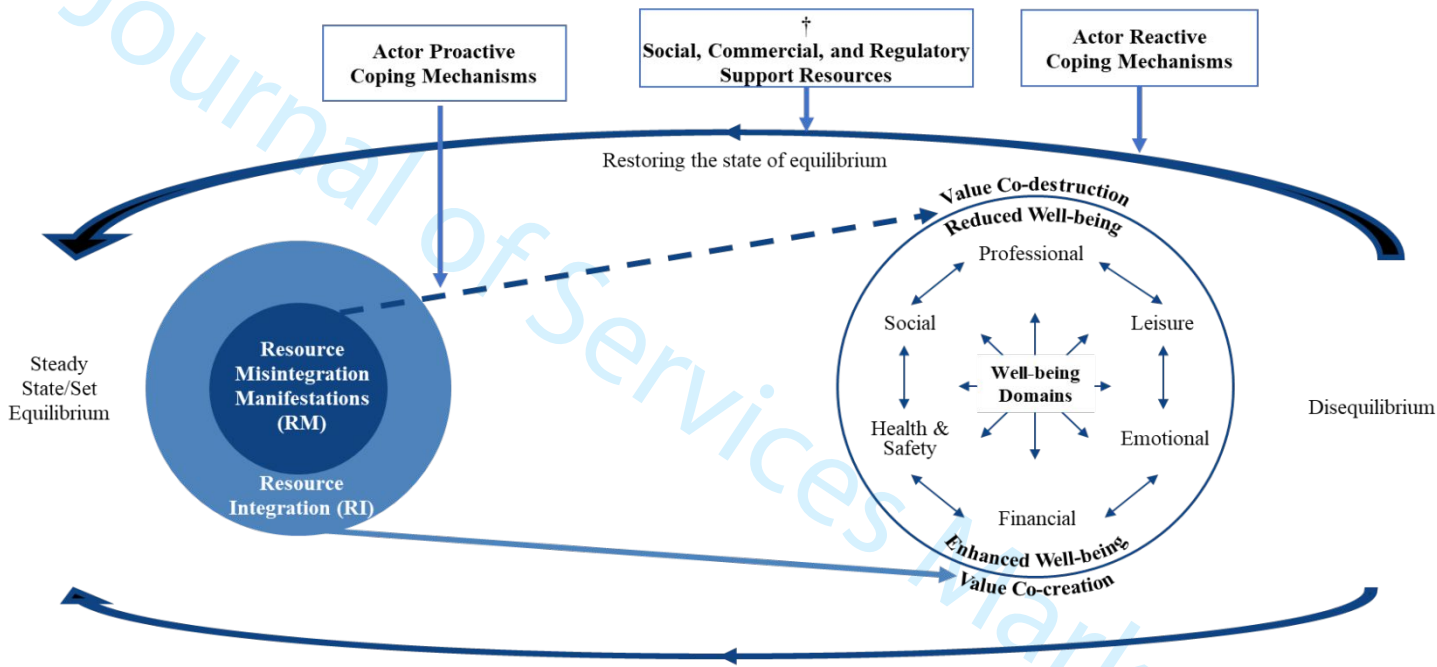 Actor Proactive
Coping Mechanisms
†
Social, Commercial, and Regulatory
Support Resources
Actor Reactive
Coping Mechanisms
Restoring the state of equilibrium
Value Co-destruction
Reduced Well-being
Professional
Social
Leisure
Steady
State/Set
Equilibrium
Resource
Misintegration
Manifestations
(RM)
Well-being
Domains
Disequilibrium
Health &
Safety
Emotional
Resource
Integration (RI)
Financial
Enhanced Well-being
Value Co-creation
Journal of Services Mark